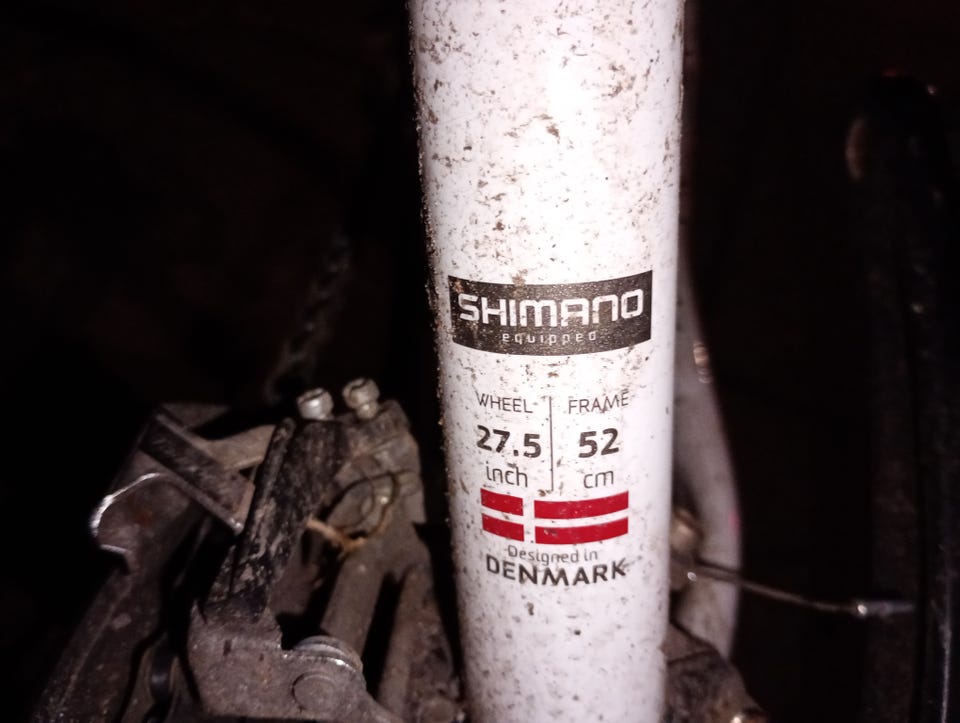 SHIMANO
equipped
WHEEL FRAME
27.5 52
inch cm
Designed in
DENMARK